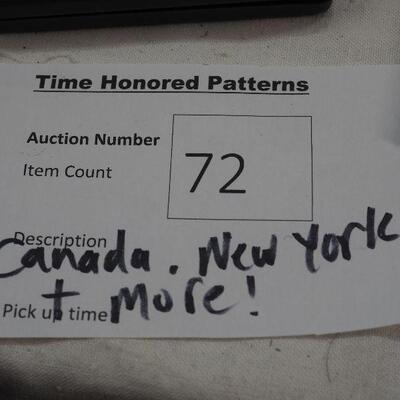 Time Honored Patterns
Auction Number
Item Count
72
Description
Canada. New York
+ More!
Pick up time